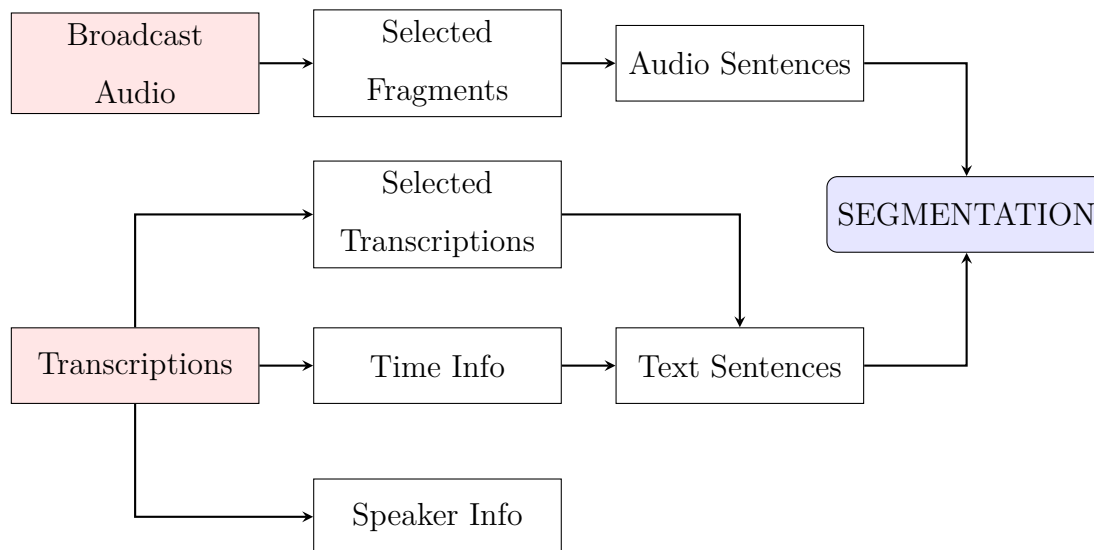 Broadcast
Audio
Selected
Fragments
Audio Sentences
Selected
Transcriptions
SEGMENTATION
Transcriptions
Time Info
Text Sentences
Speaker Info